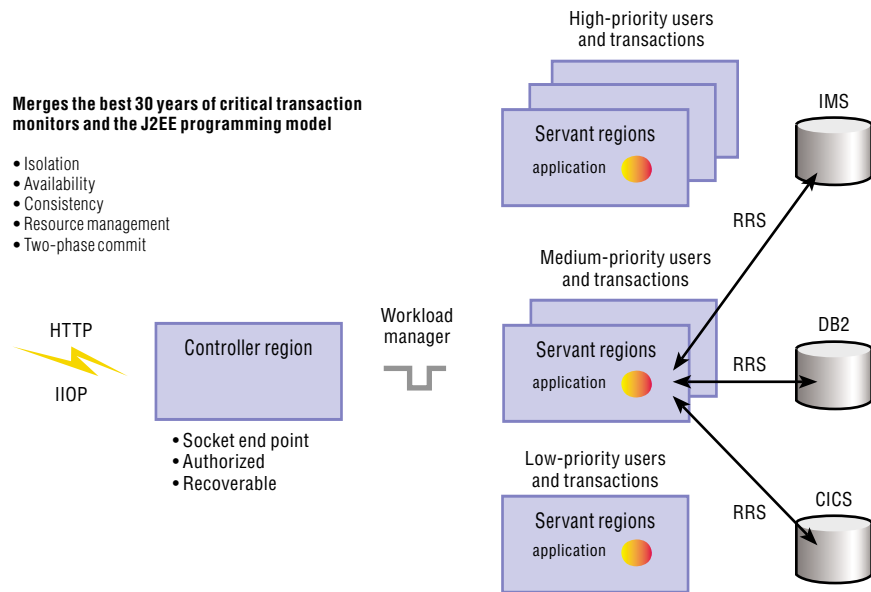 High-priority users
and transactions
Merges the best 30 years of critical transaction
monitors and the J2EE programming model
• Isolation
• Availability
• Consistency
• Resource management
• Two-phase commit
Servant regions
application
IMS
RRS
Medium-priority users
and transactions
HTTP
IIOP
Controller region
• Socket end point
• Authorized
• Recoverable
Workload
manager
Servant regions
application
RRS
DB2
Low-priority users
and transactions
Servant regions
application
RRS
CICS